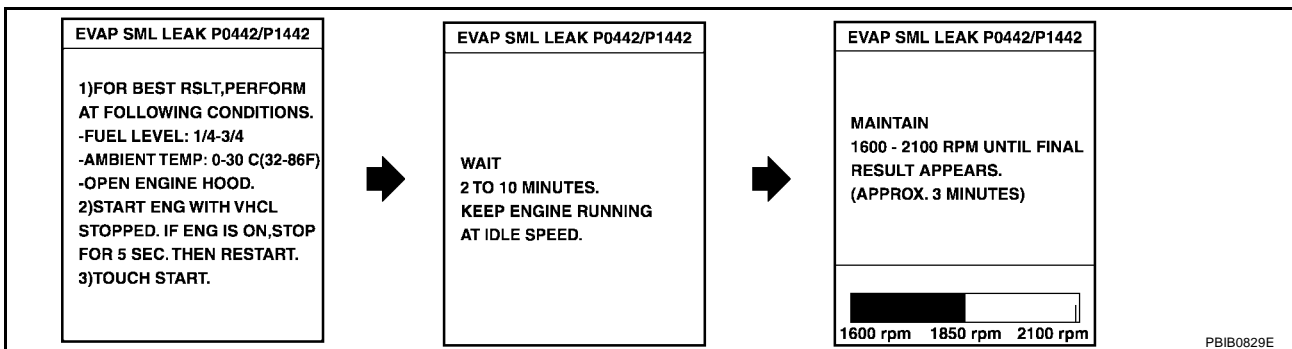 EVAP SML LEAK P0442/P1442
1)FOR BEST RSLT,PERFORM
AT FOLLOWING CONDITIONS.
-FUEL LEVEL: 1/4-3/4
-AMBIENT TEMP: 0-30 C(32-86F)
-OPEN ENGINE HOOD.
2)START ENG WITH VHCL
STOPPED. IF ENG IS ON,STOP
FOR 5 SEC. THEN RESTART.
3)TOUCH START.
EVAP SML LEAK P0442/P1442
WAIT
2 TO 10 MINUTES.
KEEP ENGINE RUNNING
AT IDLE SPEED.
EVAP SML LEAK P0442/P1442
MAINTAIN
1600 - 2100 RPM UNTIL FINAL
RESULT APPEARS.
(APPROX. 3 MINUTES)
1600 rpm 1850 rpm 2100 rpm
PBIB0829E